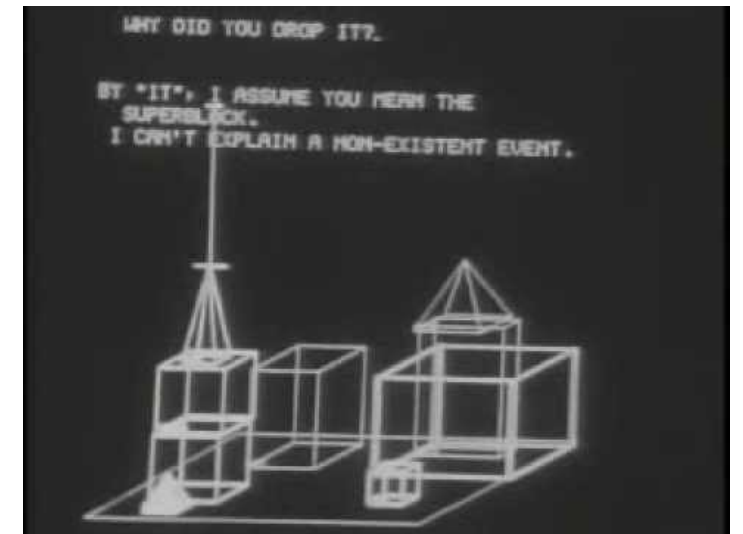 WHY DID YOU DROP IT?_
BY "IT", I ASSUME YOU MEAN THE
SUPERBLOCK.
I CAN'T EXPLAIN A NON-EXISTENT EVENT.